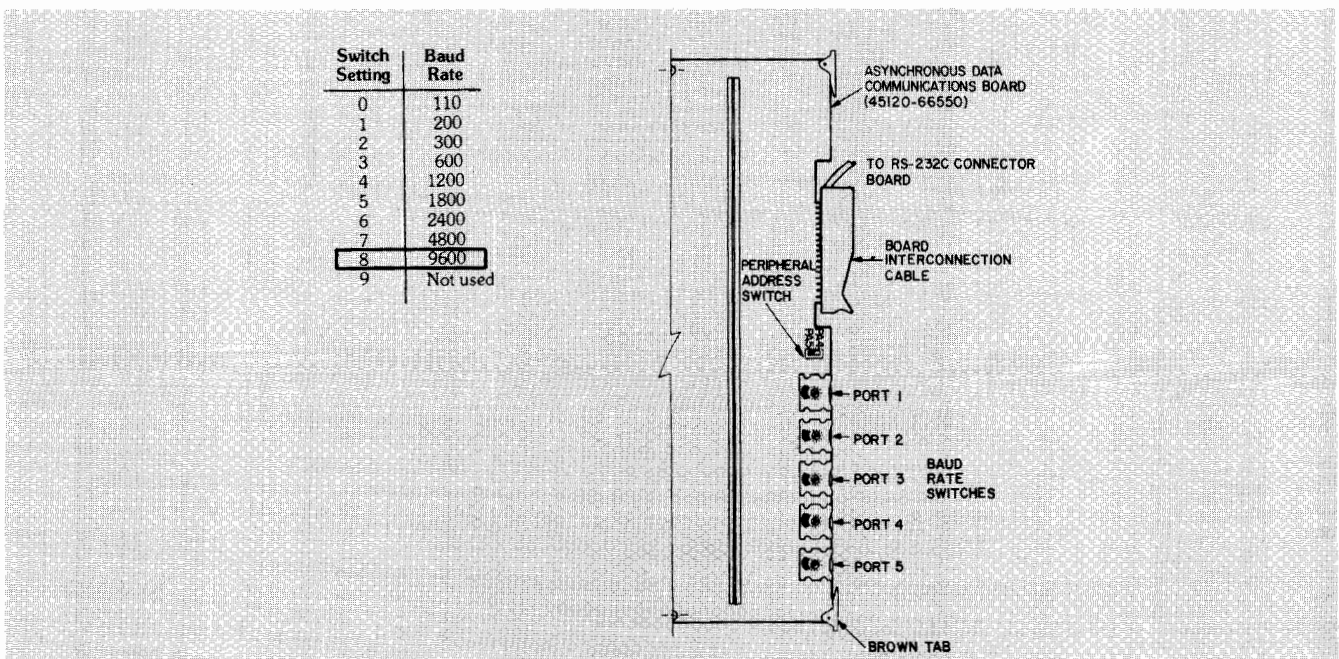 Switch Setting Baud Rate
0 110
1 200
2 300
3 600
4 1200
5 1800
6 2400
7 4800
8 9600
9 Not used
ASYNCHRONOUS DATA
COMMUNICATIONS BOARD
(45120-66550)
TO RS-232C CONNECTOR
BOARD
BOARD
INTERCONNECTION
CABLE
PERIPHERAL
ADDRESS
SWITCH
PORT 1
PORT 2
PORT 3
BAUD
RATE
SWITCHES
PORT 4
PORT 5
BROWN TAB